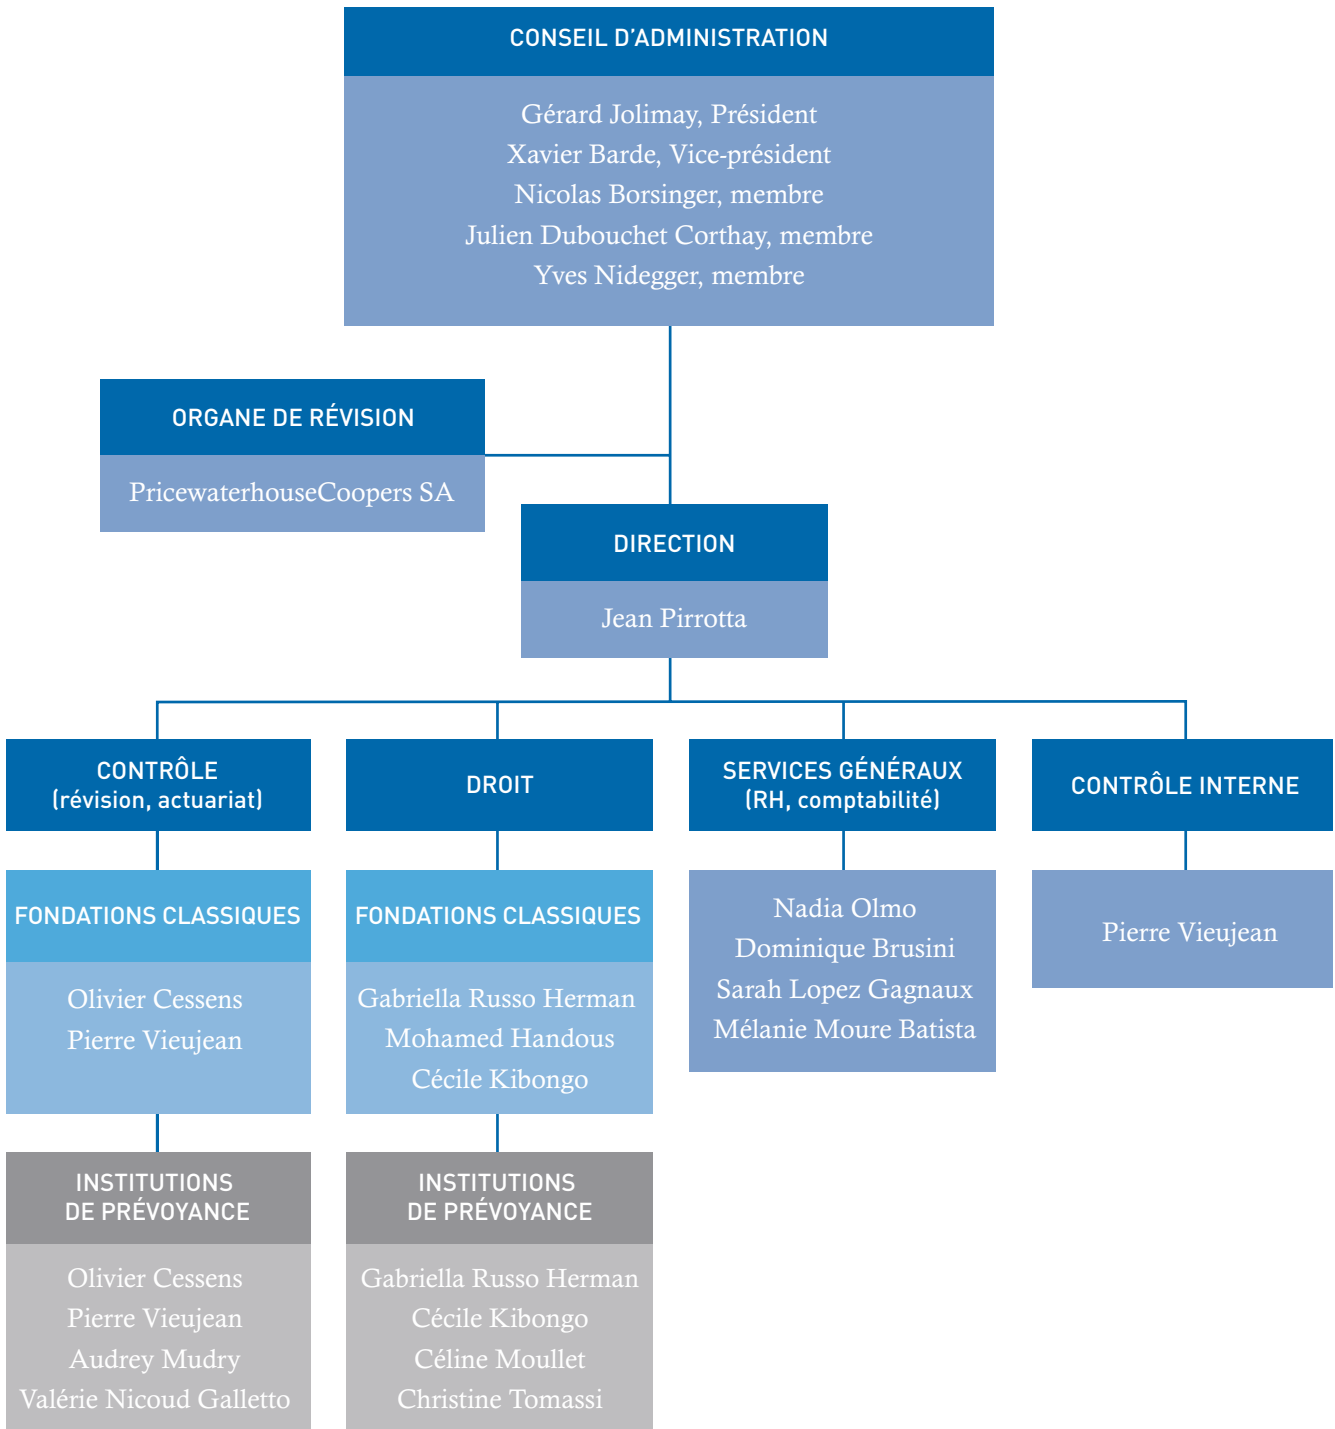 CONSEIL D’ADMINISTRATION
Gérard Jolimay, Président
Xavier Barde, Vice-président
Nicolas Borsinger, membre
Julien Dubouchet Corthay, membre
Yves Nidegger, membre
ORGANE DE RÉVISION
PricewaterhouseCoopers SA
DIRECTION
Jean Pirrotta
CONTRÔLE
(révision, actuariat)
FONDATIONS CLASSIQUES
Olivier Cessens
Pierre Vieujean
INSTITUTIONS
DE PRÉVOYANCE
Olivier Cessens
Pierre Vieujean
Audrey Mudry
Valérie Nicoud Galletto
DROIT
FONDATIONS CLASSIQUES
Gabriella Russo Herman
Mohamed Handous
Cécile Kibongo
INSTITUTIONS
DE PRÉVOYANCE
Gabriella Russo Herman
Cécile Kibongo
Céline Moullet
Christine Tomassi
SERVICES GÉNÉRAUX
(RH, comptabilité)
Nadia Olmo
Dominique Brusini
Sarah Lopez Gagnaux
Mélanie Moure Batista
CONTRÔLE INTERNE
Pierre Vieujean